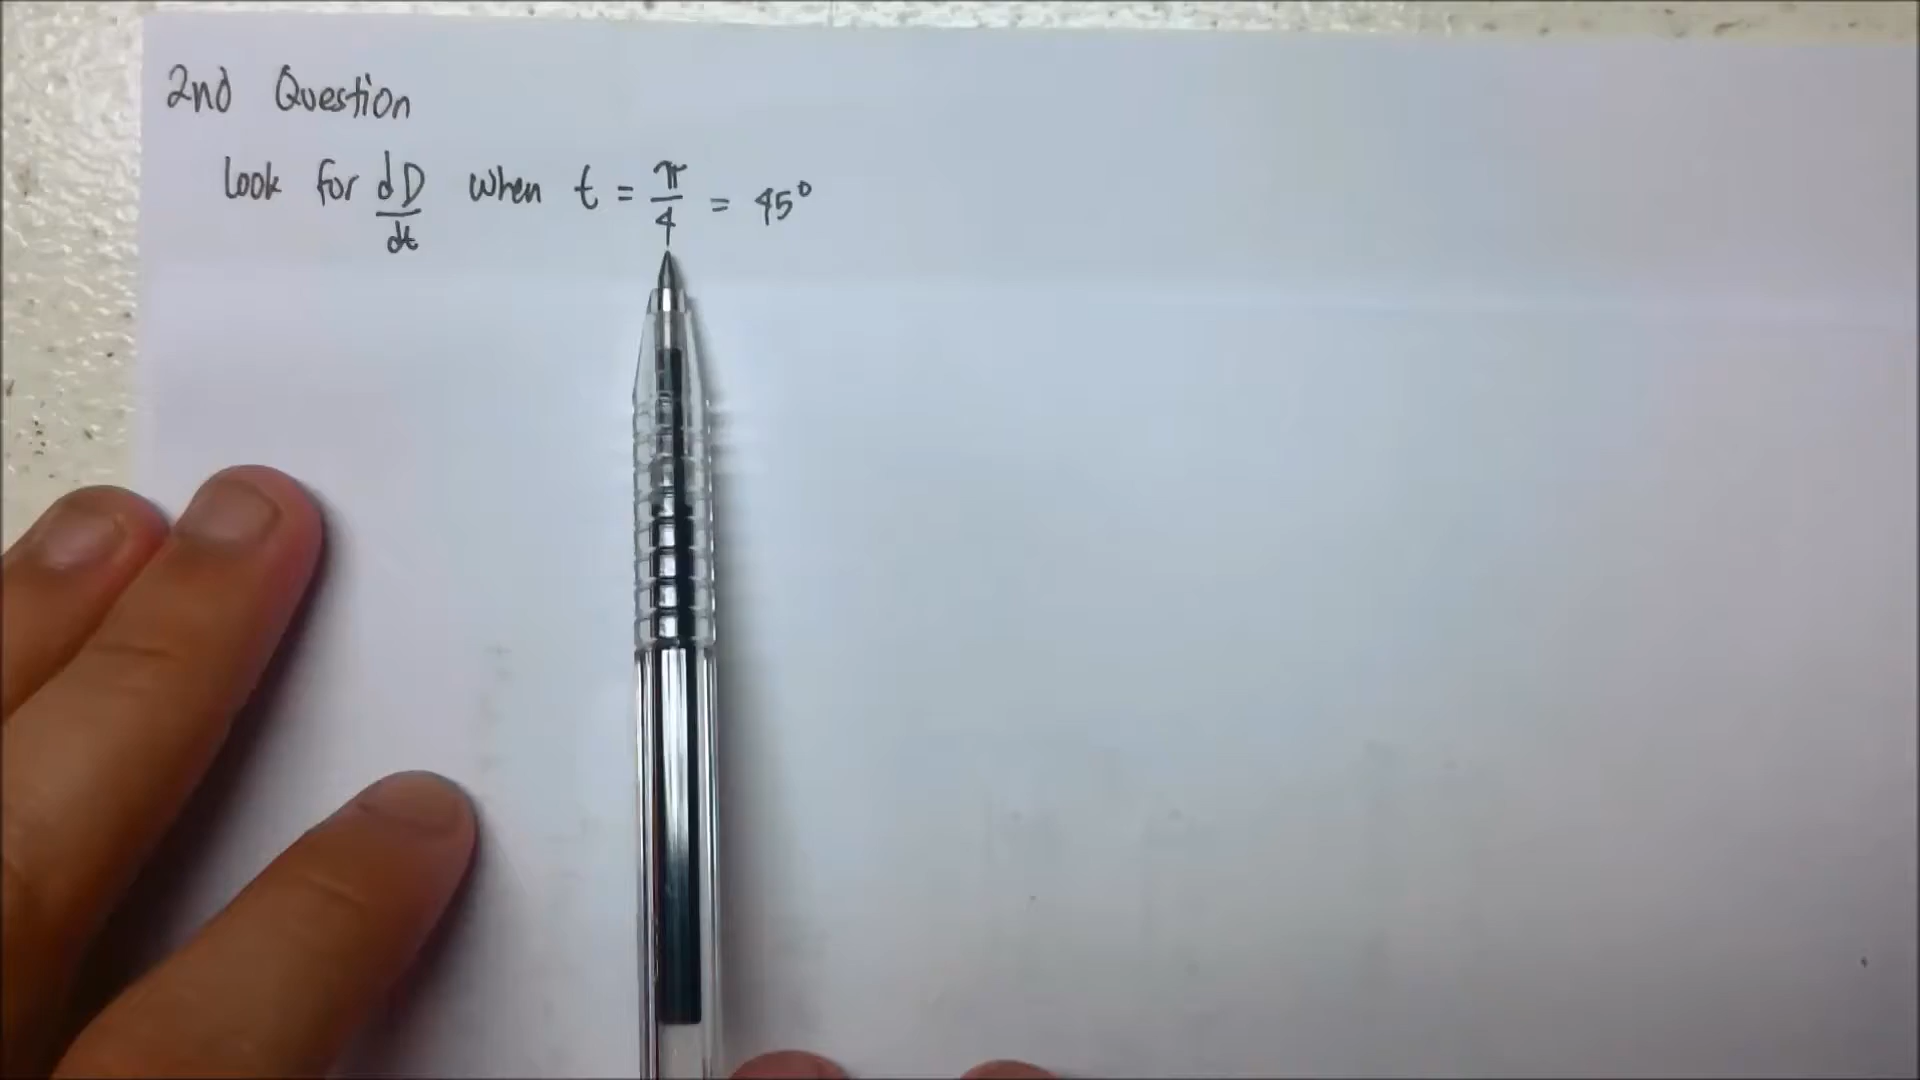 2nd Question
Look for dD/dt when t = π/4 = 45°